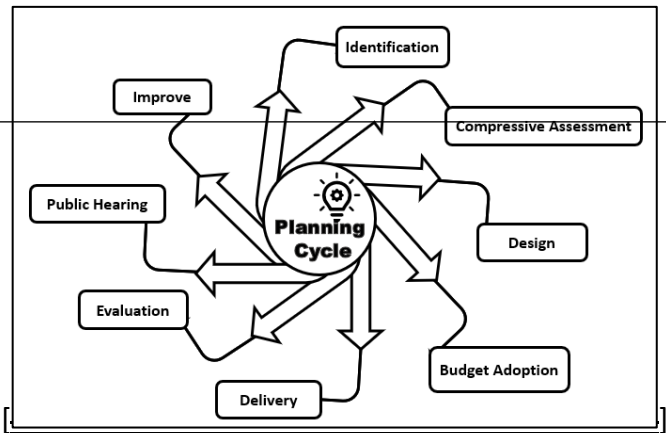 Identification
Improve
Compressive Assessment
Public Hearing
Planning
Cycle
Design
Evaluation
Budget Adoption
Delivery
[
]